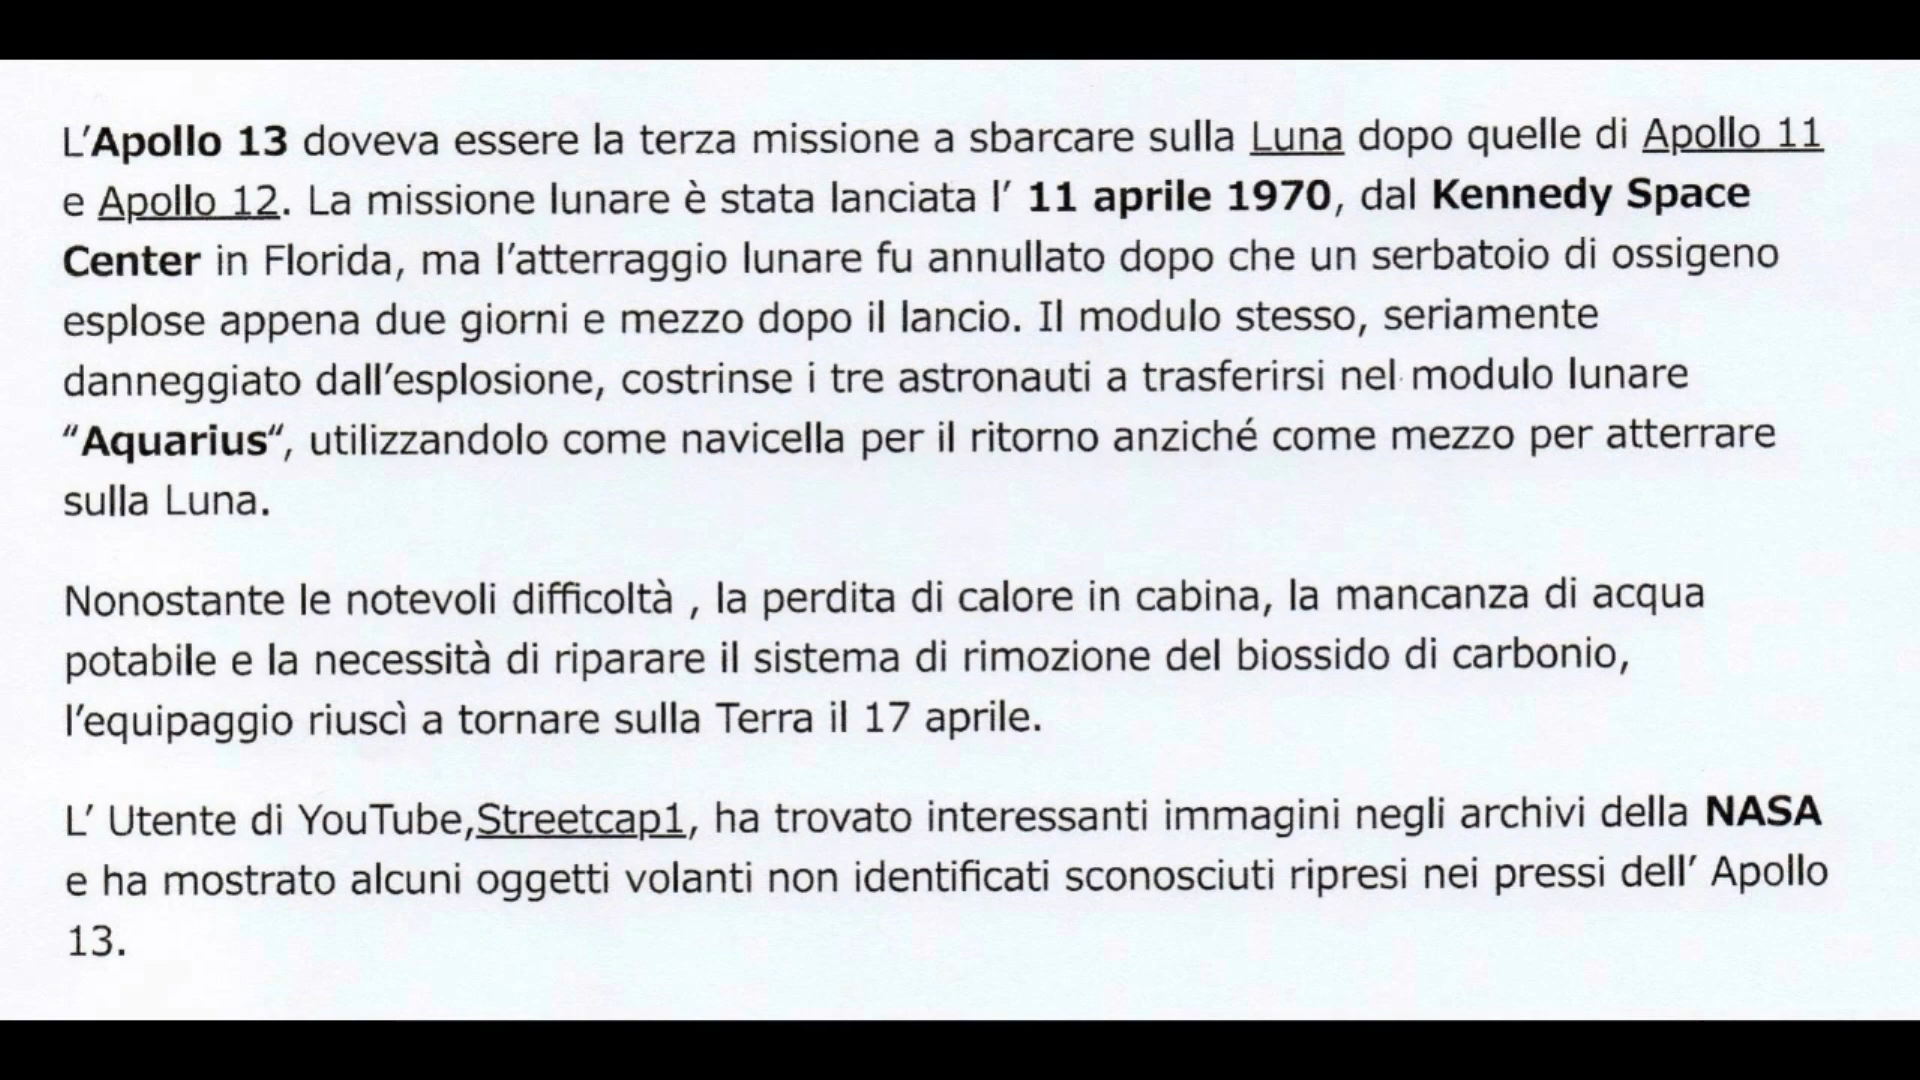 L'Apollo 13 doveva essere la terza missione a sbarcare sulla Luna dopo quelle di Apollo 11
e Apollo 12. La missione lunare è stata lanciata l' 11 aprile 1970, dal Kennedy Space
Center in Florida, ma l'atterraggio lunare fu annullato dopo che un serbatoio di ossigeno
esplose appena due giorni e mezzo dopo il lancio. Il modulo stesso, seriamente
danneggiato dall'esplosione, costrinse i tre astronauti a trasferirsi nel modulo lunare
“Aquarius“, utilizzandolo come navicella per il ritorno anziché come mezzo per atterrare
sulla Luna.
Nonostante le notevoli difficoltà , la perdita di calore in cabina, la mancanza di acqua
potabile e la necessità di riparare il sistema di rimozione del biossido di carbonio,
l'equipaggio riuscì a tornare sulla Terra il 17 aprile.
L' Utente di YouTube,Streetcap1, ha trovato interessanti immagini negli archivi della NASA
e ha mostrato alcuni oggetti volanti non identificati sconosciuti ripresi nei pressi dell' Apollo
13.